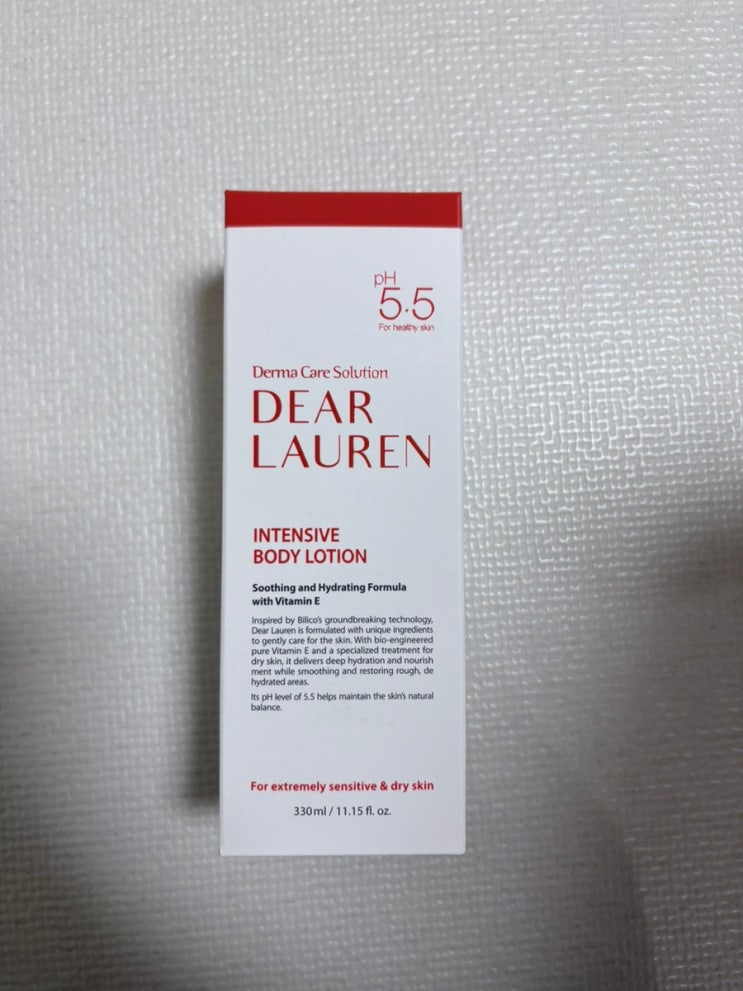 pH
5.5
For healthy skin
Derma Care Solution
DEAR
LAUREN
INTENSIVE
BODY LOTION
Soothing and Hydrating Formula
with Vitamin E
Inspired by Bilico's groundbreaking technology,
Dear Lauren is formulated with unique ingredients
to gently care for the skin. With bio-engineered
pure Vitamin E and a specialized treatment for
dry skin, it delivers deep hydration and nourish
ment while smoothing and restoring rough, de
hydrated areas.
Its pH level of 5.5 helps maintain the skin's natural
balance.
For extremely sensitive & dry skin
330ml / 11.15 fl. oz.